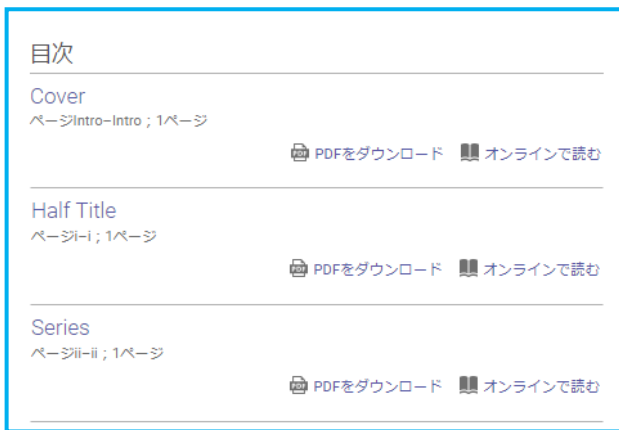 目次
Cover
ページIntro-Intro ; 1ページ
PDFをダウンロード オンラインで読む
Half Title
ページi-i ; 1ページ
PDFをダウンロード オンラインで読む
Series
ページii-ii ; 1ページ
PDFをダウンロード オンラインで読む